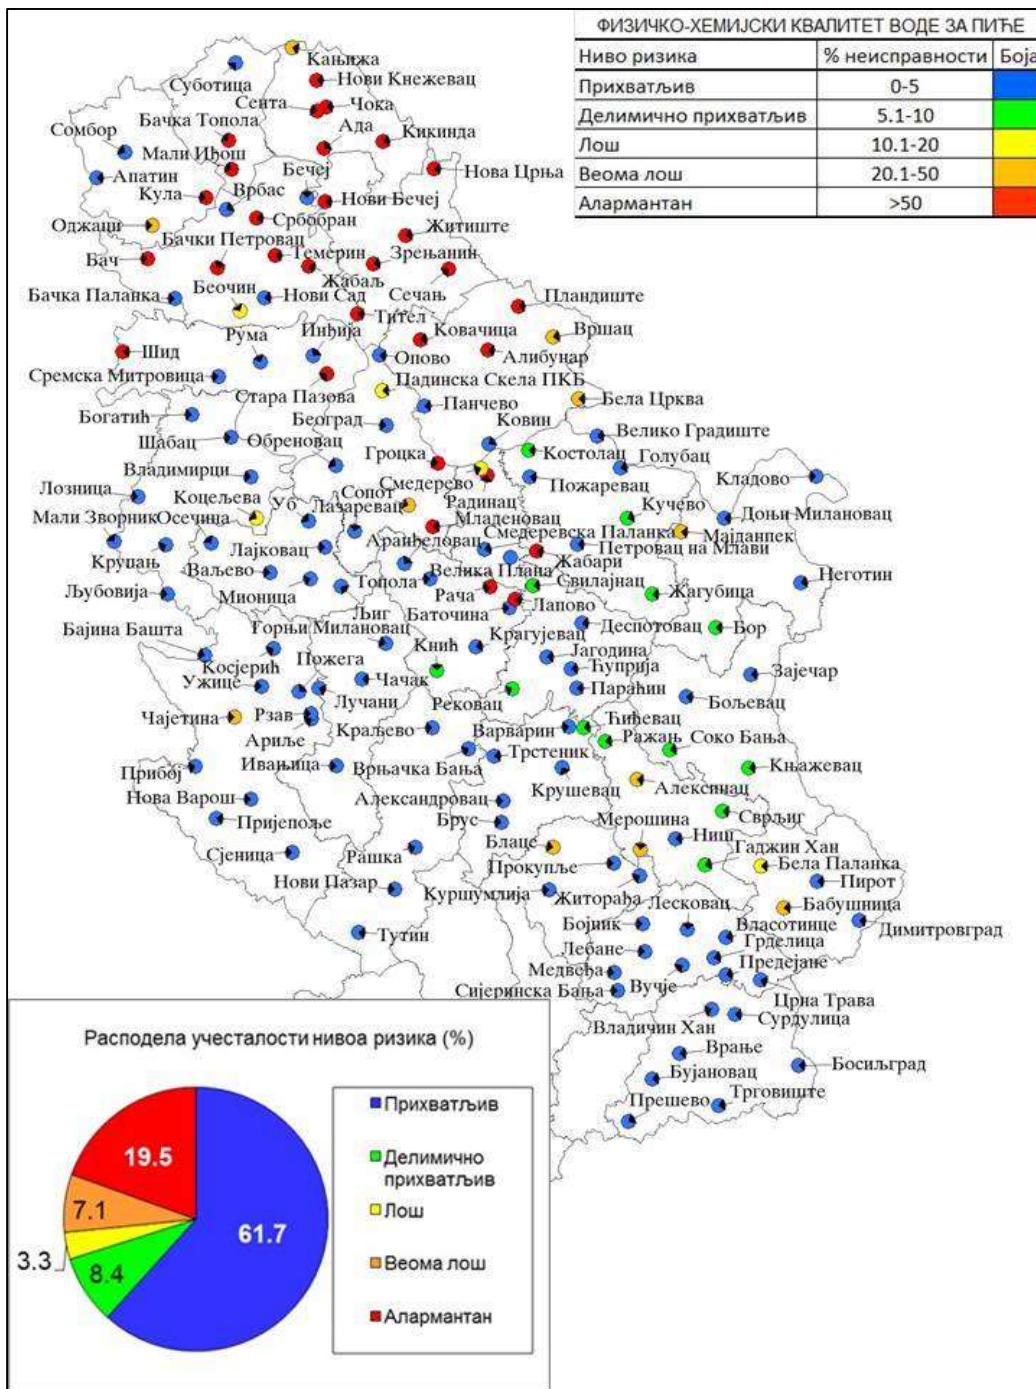 ФИЗИЧКО-ХЕМИЈСКИ КВАЛИТЕТ ВОДЕ ЗА ПИЋЕ
Ниво ризика % неисправности Боја
Прихватљив 0-5
Делимично прихватљив 5.1-10
Лош 10.1-20
Веома лош 20.1-50
Алармантан >50
Кањижа
Суботица
Нови Кнежевац
Сента
Чока
Сомбор
Бачка Топола
Ада
Кикинда
Мали Иђош
Бечеј
Апатин
Нова Црња
Кула
Врбас
Нови Бечеј
Оџаци
Србобран
Житиште
Бачки Петровац
Темерин
Зрењанин
Бач
Жабаљ
Беочин
Сечањ
Бачка Паланка
Нови Сад
Тител
Пландиште
Инђија
Ковачица
Вршац
Рума
Шид
Опово
Алибунар
Сремска Митровица
Падинска Скела ПКБ
Стара Пазова
Панчево
Бела Црква
Богатић
Београд
Ковин
Велико Градиште
Шабац
Обреновац
Костолац
Гроцка
Голубац
Владимирци
Смедерево
Пожаревац
Кладово
Лозница
Коцељева
Сопот
Радинац
Кучево
Мали Зворник
Осечина
Уб
Лазаревац
Младеновац
Доњи Милановац
Смедеревска Паланка
Мајданпек
Аранђеловац
Петровац на Млави
Крупањ
Лајковац
Жабари
Ваљево
Велика Плана
Неготин
Топола
Свилајнац
Љубовија
Мионица
Рача
Жагубица
Љиг
Баточина
Лапово
Бајина Башта
Горњи Милановац
Крагујевац
Деспотовац
Бор
Кнић
Јагодина
Косјерић
Пожега
Ћуприја
Зајечар
Ужице
Чачак
Лучани
Параћин
Бољевац
Рековац
Чајетина
Рзав
Варварин
Ћићевац
Ариље
Краљево
Ражањ
Соко Бања
Трстеник
Прибој
Ивањица
Врњачка Бања
Књажевац
Крушевац
Алексинац
Нова Варош
Александровац
Пријепоље
Брус
Мерошина
Сврљиг
Ниш
Блаце
Гаџин Хан
Сјеница
Рашка
Прокупље
Бела Паланка
Нови Пазар
Куршумлија
Житорађа
Пирот
Лесковац
Бабушница
Бојник
Власотинце
Димитровград
Тутин
Лебане
Грделица
Предејане
Медвеђа
Сијеринска Бања
Вучје
Црна Трава
Владичин Хан
Сурдулица
Врање
Босиљград
Бујановац
Прешево
Трговиште
Расподела учесталости нивоа ризика (%)
Прихватљив
Делимично
прихватљив
Лош
Веома лош
Алармантан
19.5
7.1
61.7
3.3
8.4